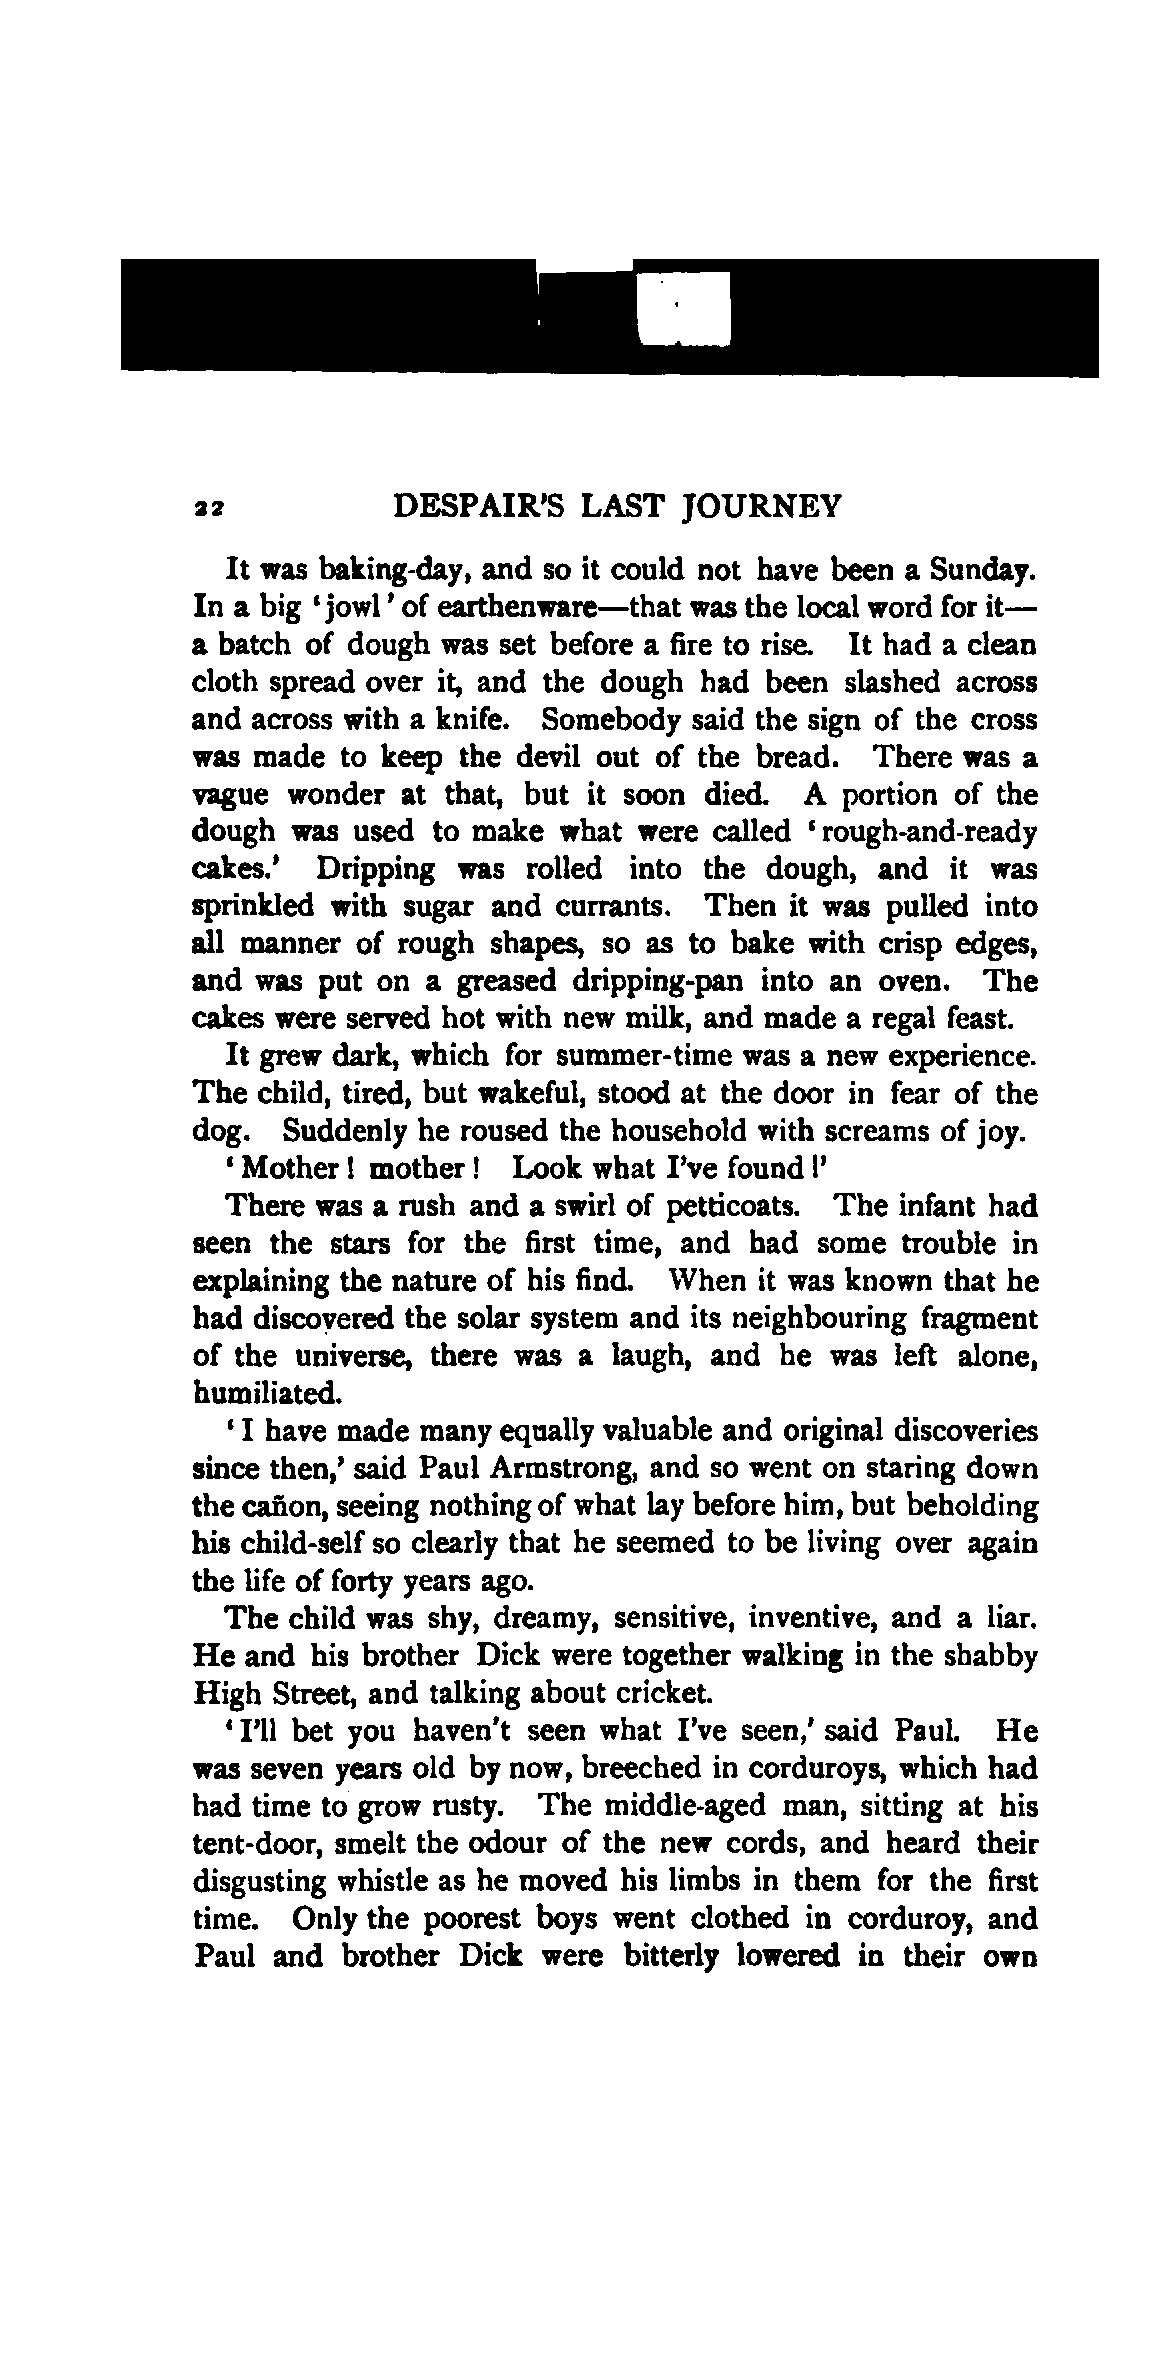 22 DESPAIR'S LAST JOURNEY
It was baking-day, and so it could not have been a Sunday.
In a big ‘jowl’ of earthenware—that was the local word for it—
a batch of dough was set before a fire to rise. It had a clean
cloth spread over it, and the dough had been slashed across
and across with a knife. Somebody said the sign of the cross
was made to keep the devil out of the bread. There was a
vague wonder at that, but it soon died. A portion of the
dough was used to make what were called ‘rough-and-ready
cakes.’ Dripping was rolled into the dough, and it was
sprinkled with sugar and currants. Then it was pulled into
all manner of rough shapes, so as to bake with crisp edges,
and was put on a greased dripping-pan into an oven. The
cakes were served hot with new milk, and made a regal feast.
It grew dark, which for summer-time was a new experience.
The child, tired, but wakeful, stood at the door in fear of the
dog. Suddenly he roused the household with screams of joy.
‘Mother! mother! Look what I've found!’
There was a rush and a swirl of petticoats. The infant had
seen the stars for the first time, and had some trouble in
explaining the nature of his find. When it was known that he
had discovered the solar system and its neighbouring fragment
of the universe, there was a laugh, and he was left alone,
humiliated.
‘I have made many equally valuable and original discoveries
since then,’ said Paul Armstrong, and so went on staring down
the cañon, seeing nothing of what lay before him, but beholding
his child-self so clearly that he seemed to be living over again
the life of forty years ago.
The child was shy, dreamy, sensitive, inventive, and a liar.
He and his brother Dick were together walking in the shabby
High Street, and talking about cricket.
‘I'll bet you haven't seen what I've seen,’ said Paul. He
was seven years old by now, breeched in corduroys, which had
had time to grow rusty. The middle-aged man, sitting at his
tent-door, smelt the odour of the new cords, and heard their
disgusting whistle as he moved his limbs in them for the first
time. Only the poorest boys went clothed in corduroy, and
Paul and brother Dick were bitterly lowered in their own